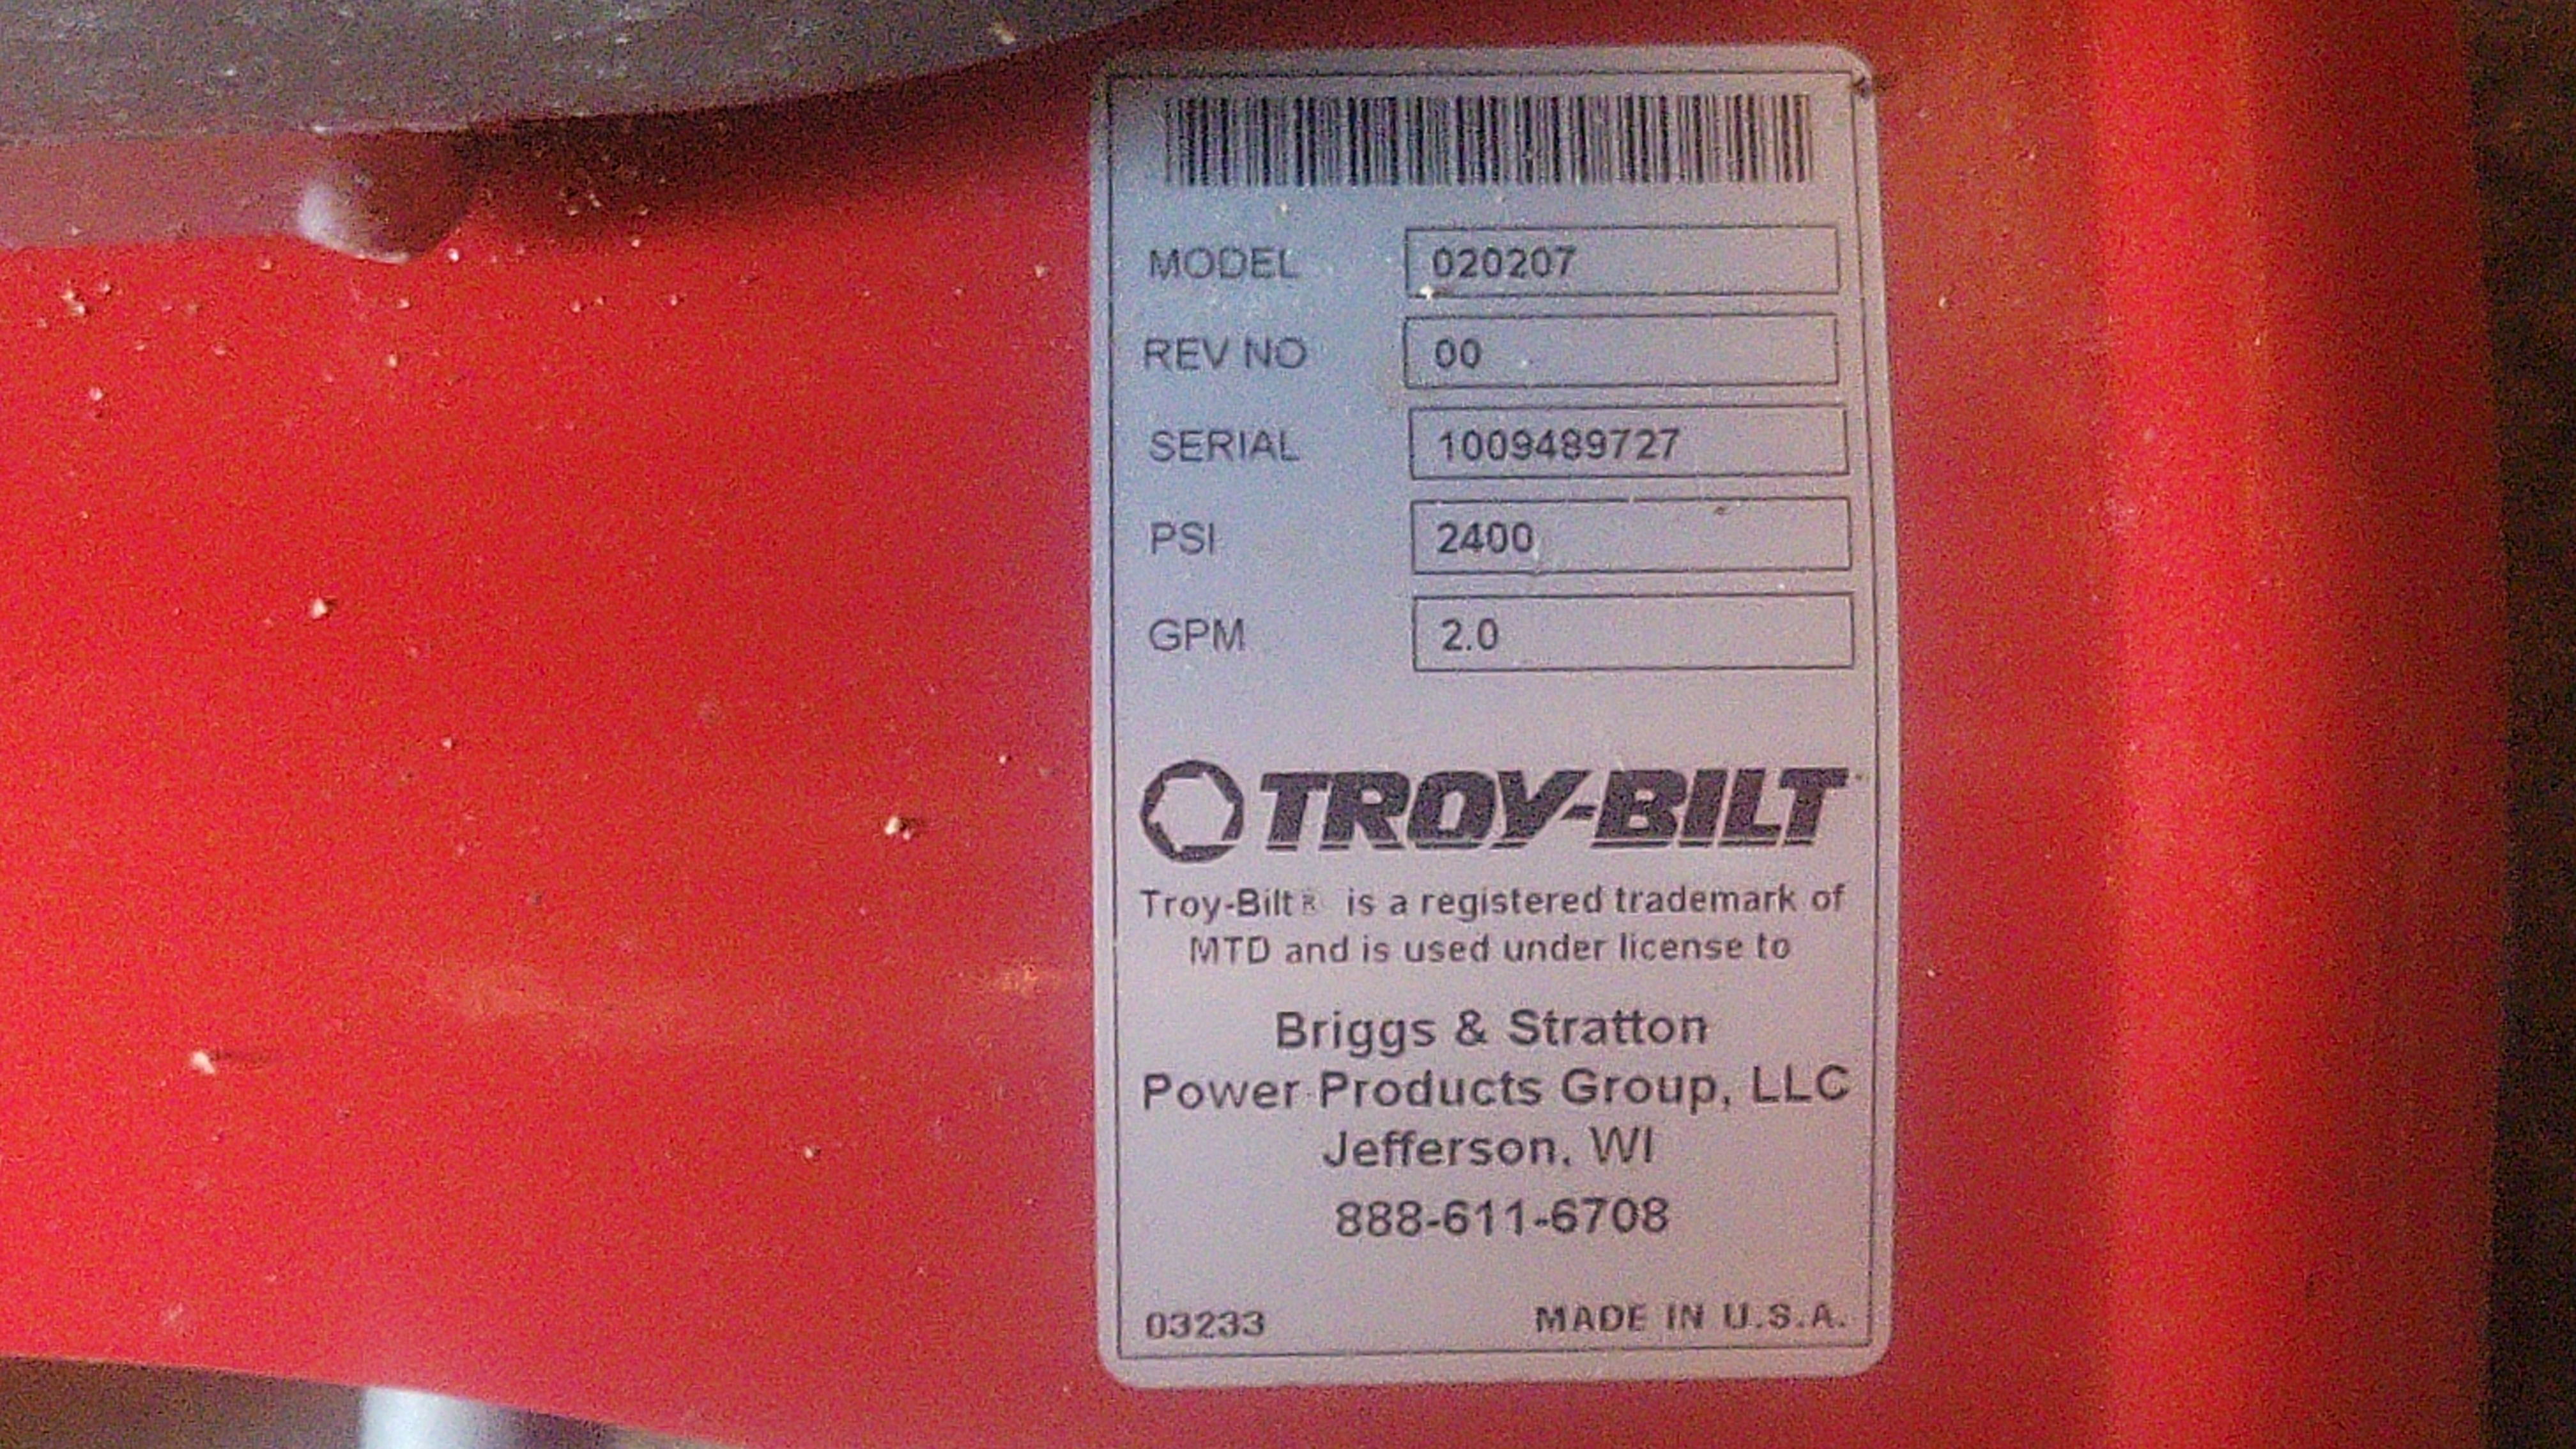 MODEL 020207
REV NO 00
SERIAL 1009489727
PSI 2400
GPM 2.0
TROY-BILT
Troy-Bilt® is a registered trademark of
MTD and is used under license to
Briggs & Stratton
Power Products Group, LLC
Jefferson, WI
888-611-6708
03233 MADE IN U.S.A.